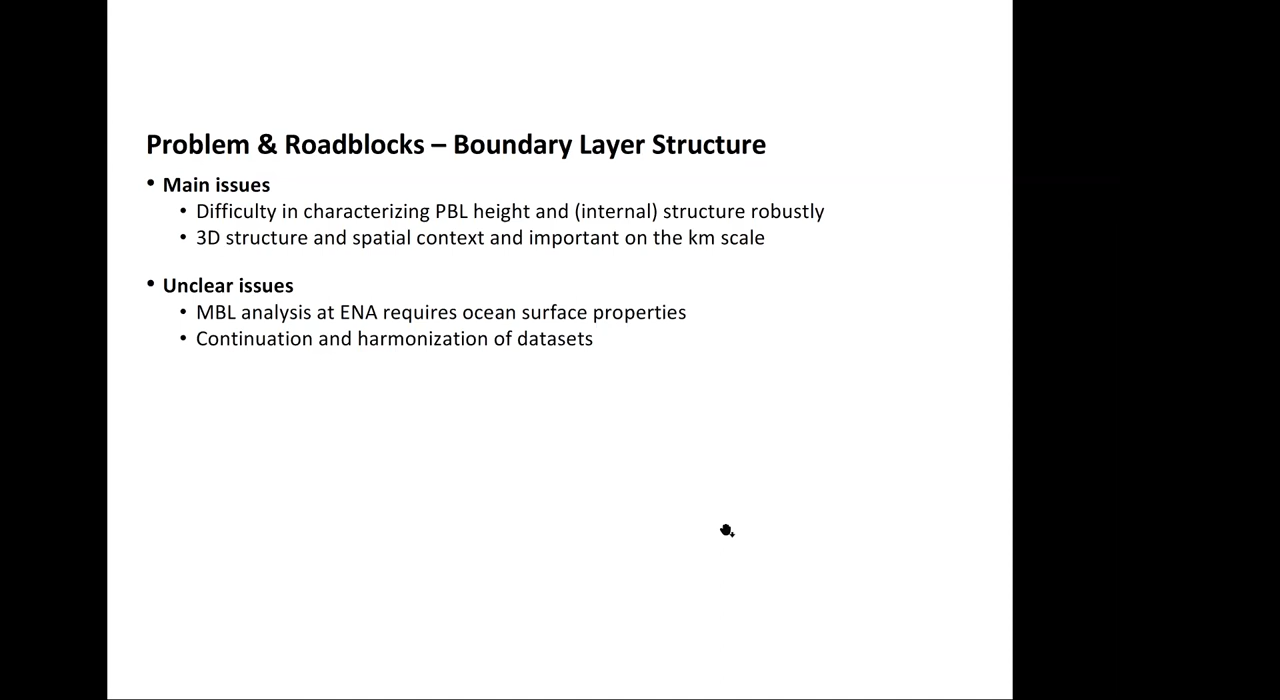 Problem & Roadblocks – Boundary Layer Structure
• Main issues
• Difficulty in characterizing PBL height and (internal) structure robustly
• 3D structure and spatial context and important on the km scale
• Unclear issues
• MBL analysis at ENA requires ocean surface properties
• Continuation and harmonization of datasets